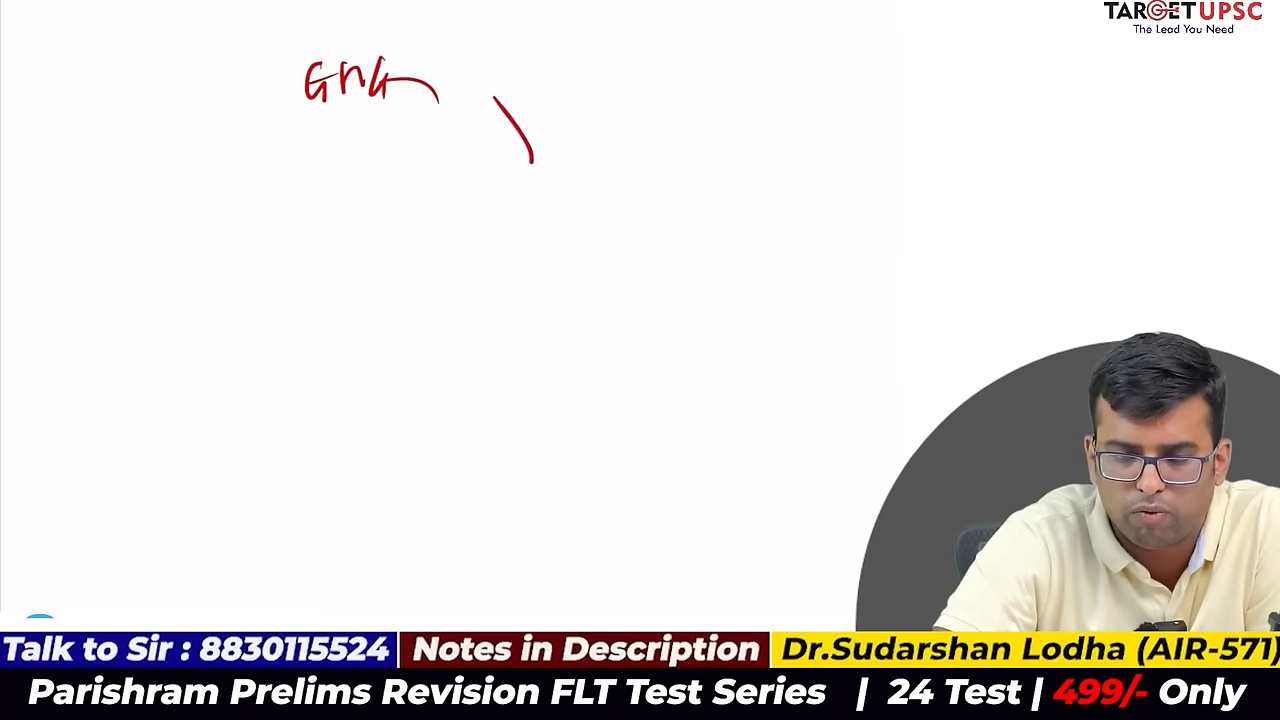 TARGETUPSC
The Lead You Need
GHG
Talk to Sir : 8830115524 Notes in Description Dr.Sudarshan Lodha (AIR-571)
Parishram Prelims Revision FLT Test Series | 24 Test | 499/- Only